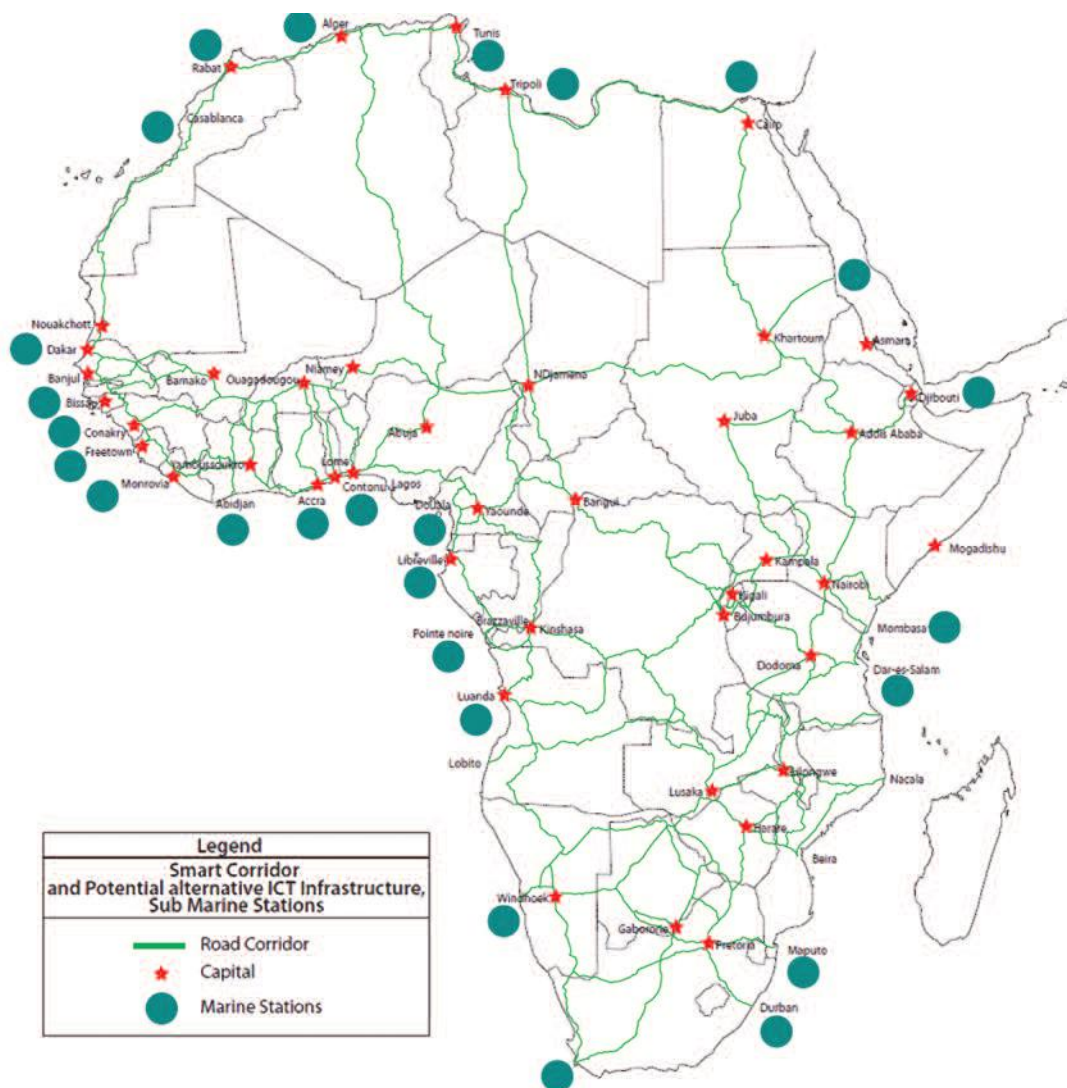 Alger
Tunis
Rabat
Tripoli
Casablanca
Cairo
Nouakchott
Khartoum
Asmara
Dakar
Niamey
NDjamena
Banjul
Bamako
Ouagadougou
Djibouti
Bissap
Juba
Conakry
Abuja
Addis Ababa
Freetown
Yamoussoukro
Lome
Monrovia
Contonsu
Lagos
Abidjan
Accra
Doubla
Yaounde
Bangui
Mogadishu
Libreville
Kampala
Nairobi
Kigali
Bujumbura
Brazzaville
Kinshasa
Mombasa
Pointe noire
Dodoma
Dar-es-Salam
Luanda
Lobito
Lilongwe
Lusaka
Nacala
Harare
Beira
Windhoek
Gaborone
Pretoria
Maputo
Durban
Legend
Smart Corridor
and Potential alternative ICT Infrastructure,
Sub Marine Stations
Road Corridor
Capital
Marine Stations